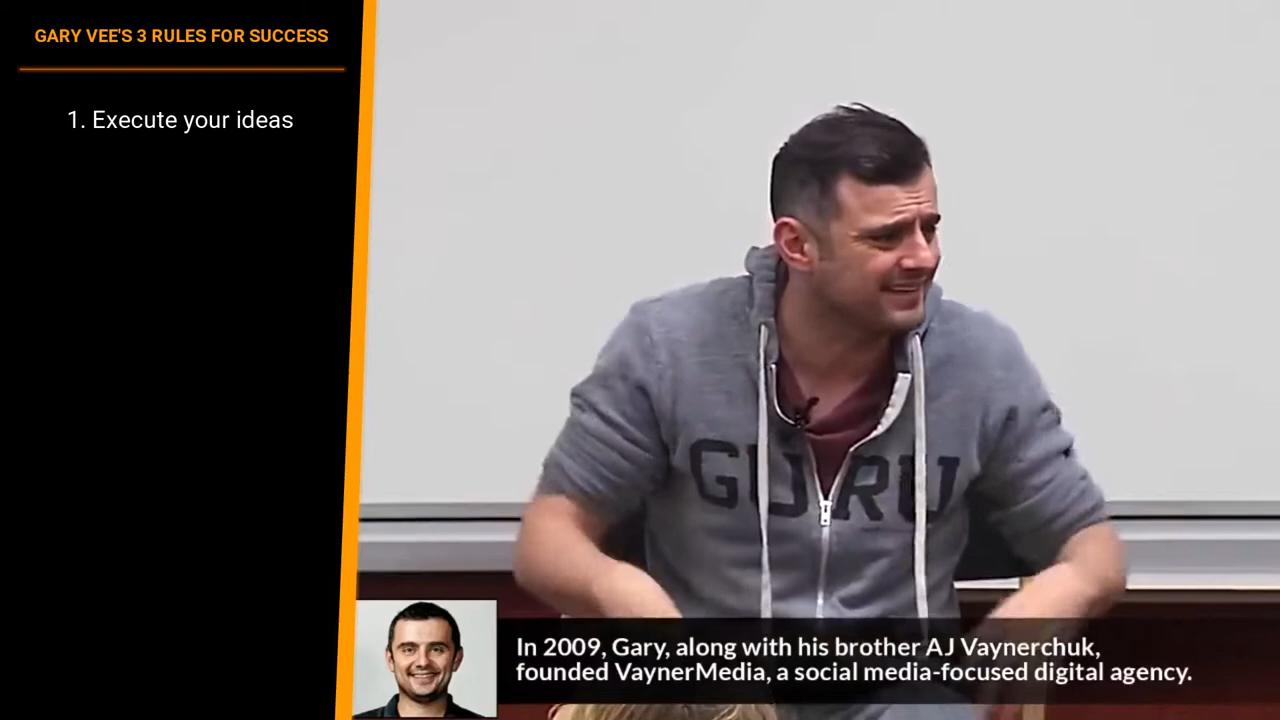 GARY VEE'S 3 RULES FOR SUCCESS
1. Execute your ideas
GURU
In 2009, Gary, along with his brother AJ Vaynerchuk,
founded VaynerMedia, a social media-focused digital agency.